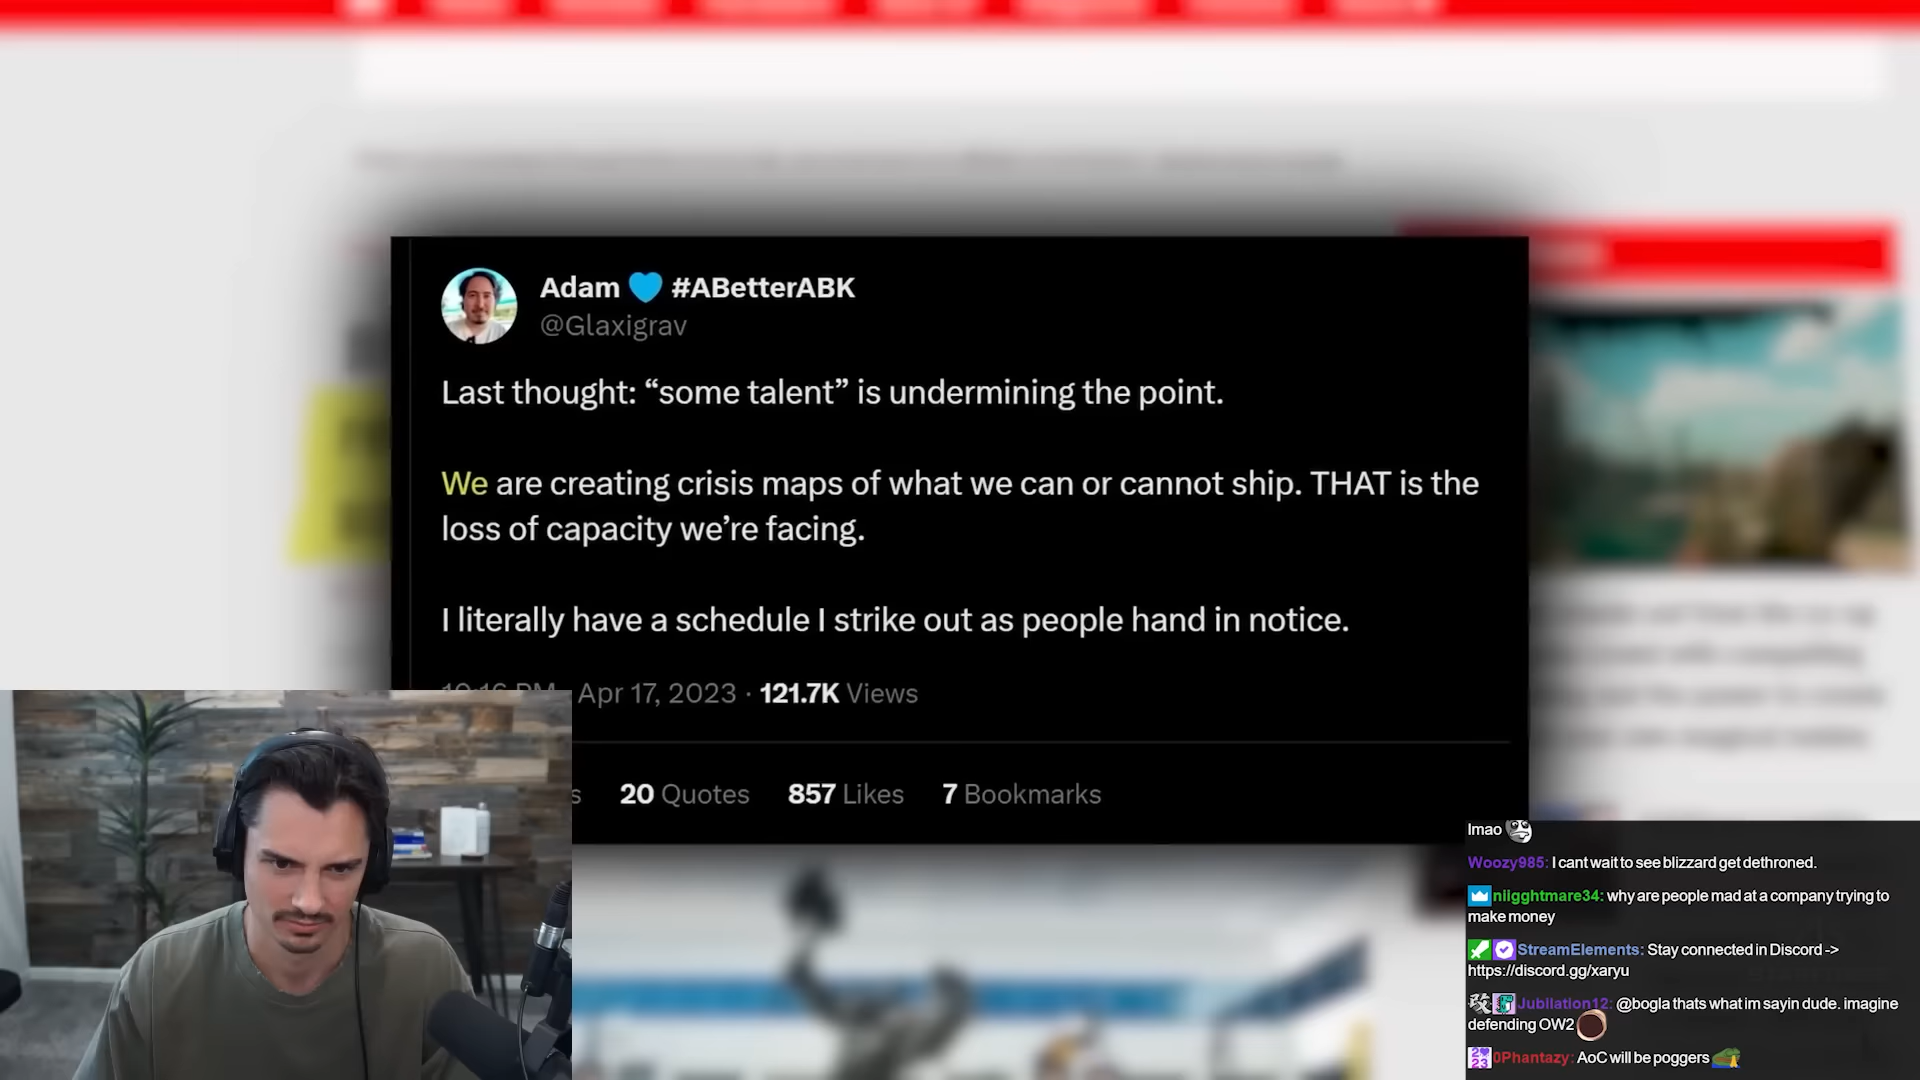 Adam 💙 #ABetterABK
@Glaxigrav
Last thought: “some talent” is undermining the point.
We are creating crisis maps of what we can or cannot ship. THAT is the
loss of capacity we’re facing.
I literally have a schedule I strike out as people hand in notice.
Apr 17, 2023 · 121.7K Views
20 Quotes 857 Likes 7 Bookmarks
lmao
Woozy985: I cant wait to see blizzard get dethroned.
niigghtmare34: why are people mad at a company trying to
make money
StreamElements: Stay connected in Discord ->
https://discord.gg/xaryu
Jubilation12: @bogla thats what im sayin dude. imagine
defending OW2
0Phantazy: AoC will be poggers